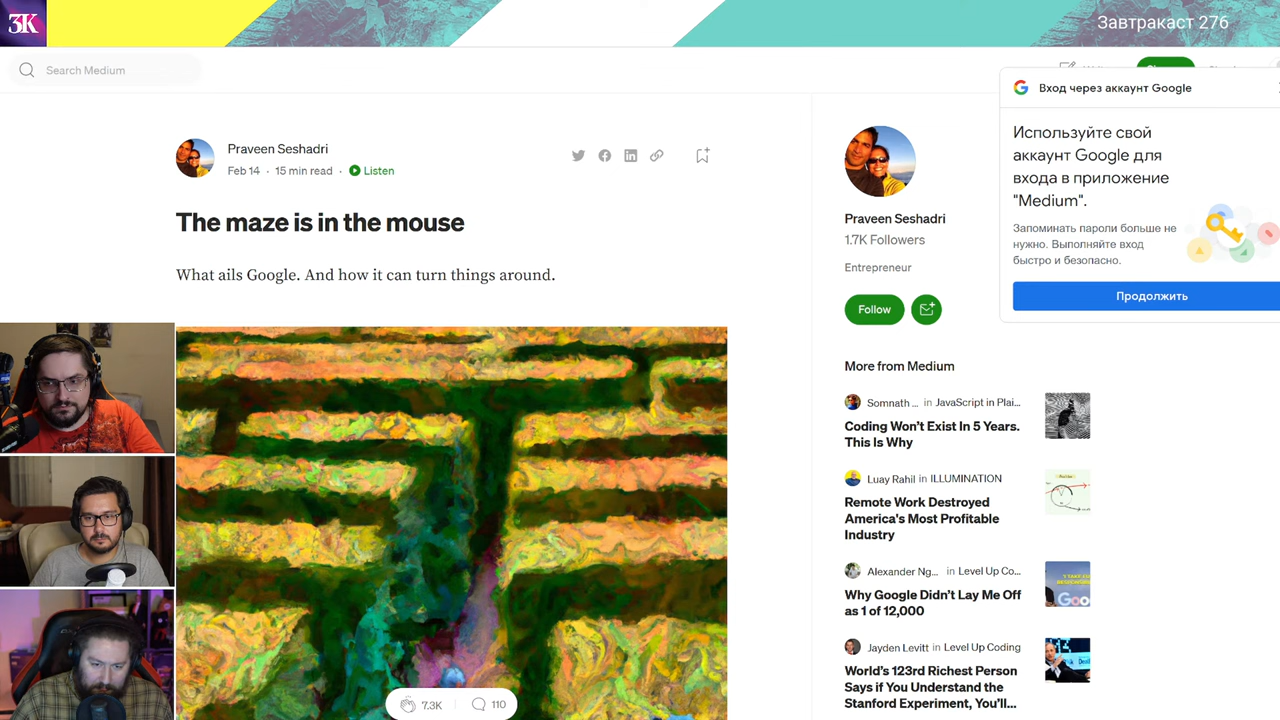 3K
Завтракаст 276
Search Medium
Вход через аккаунт Google
Используйте свой
аккаунт Google для
входа в приложение
"Medium".
Запоминать пароли больше не
нужно. Выполняйте вход
быстро и безопасно.
Продолжить
Praveen Seshadri
Feb 14 · 15 min read · Listen
The maze is in the mouse
What ails Google. And how it can turn things around.
7.3K
110
Praveen Seshadri
1.7K Followers
Entrepreneur
Follow
More from Medium
Somnath ... in JavaScript in Plai...
Coding Won't Exist In 5 Years.
This Is Why
Luay Rahil in ILLUMINATION
Remote Work Destroyed
America's Most Profitable
Industry
Alexander Ng... in Level Up Co...
Why Google Didn't Lay Me Off
as 1 of 12,000
Jayden Levitt in Level Up Coding
World's 123rd Richest Person
Says if You Understand the
Stanford Experiment, You'll...